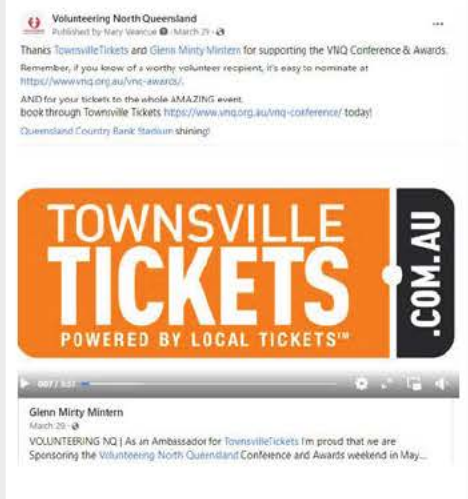 Volunteering North Queensland
Published by Mary Vearncue · March 29 ·
Thanks TownsvilleTickets and Glenn Minty Mintern for supporting the VNQ Conference & Awards.
Remember, if you know of a worthy volunteer recipient, it's easy to nominate at
https://www.vnq.org.au/vnq-awards/.
AND for your tickets to the whole AMAZING event,
book through Townsville Tickets https://www.vnq.org.au/vnq-conference/ today!
Queensland Country Bank Stadium shining!
TOWNSVILLE
TICKETS
POWERED BY LOCAL TICKETS™
.COM.AU
Glenn Minty Mintern
March 29 ·
VOLUNTEERING NQ | As an Ambassador for TownsvilleTickets I'm proud that we are
Sponsoring the Volunteering North Queensland Conference and Awards weekend in May...